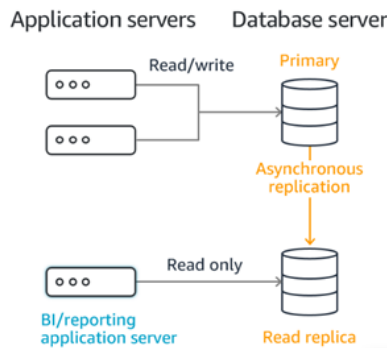 Application servers
Database server
Read/write
Primary
Asynchronous
replication
Read only
BI/reporting
application server
Read replica